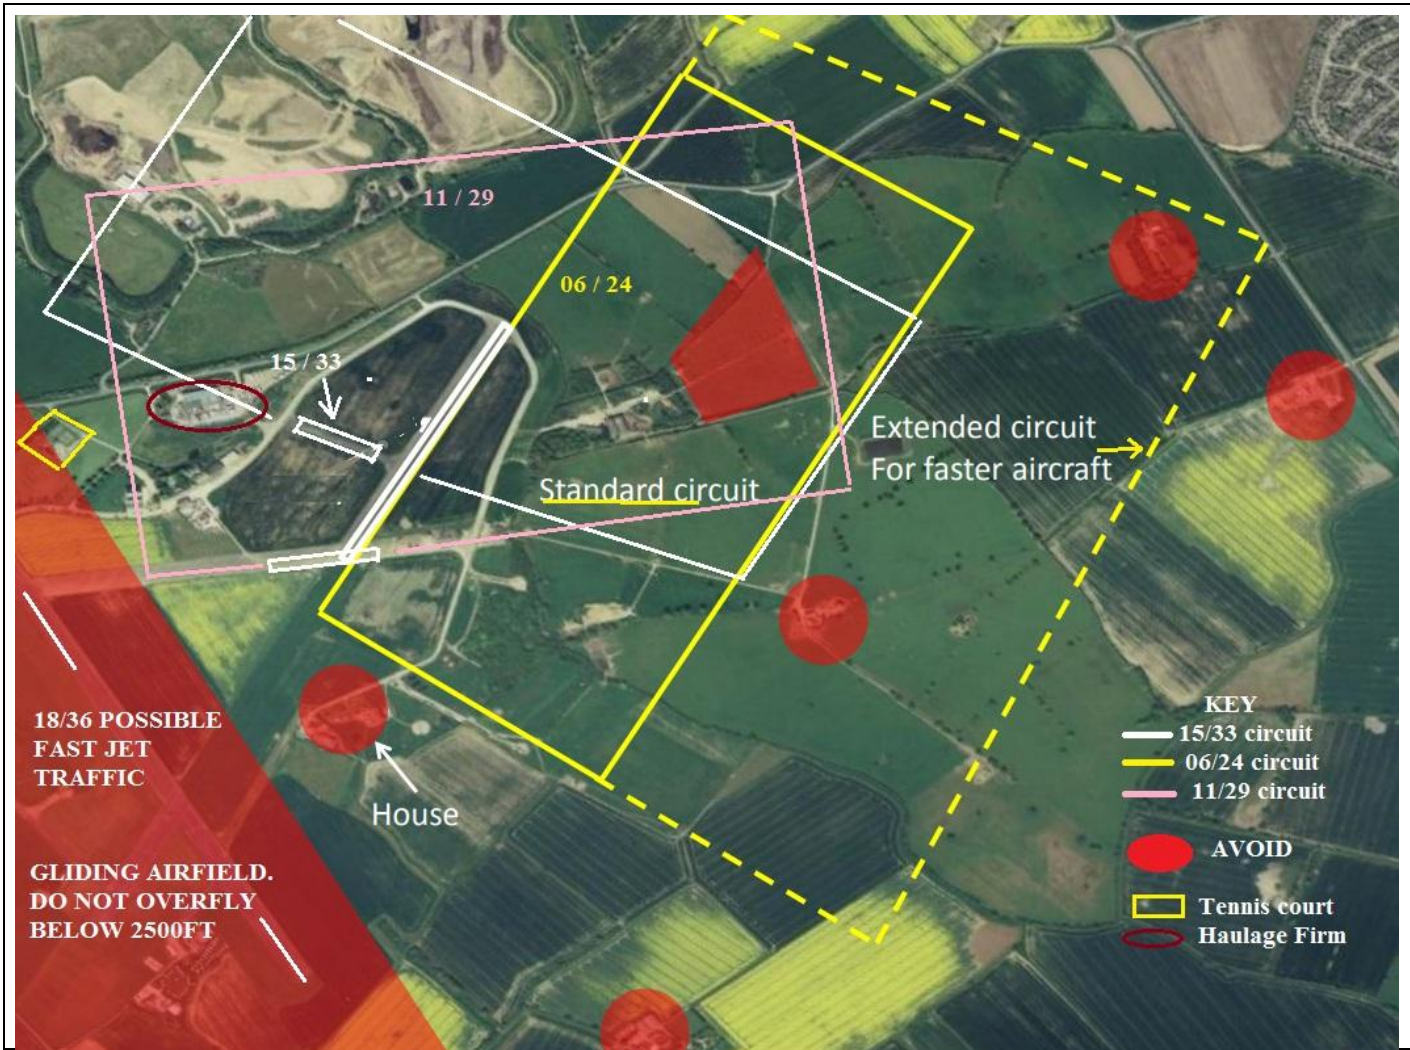 11 / 29
06 / 24
15 / 33
Extended circuit
For faster aircraft
Standard circuit
18/36 POSSIBLE
FAST JET
TRAFFIC
House
GLIDING AIRFIELD.
DO NOT OVERFLY
BELOW 2500FT
KEY
15/33 circuit
06/24 circuit
11/29 circuit
AVOID
Tennis court
Haulage Firm